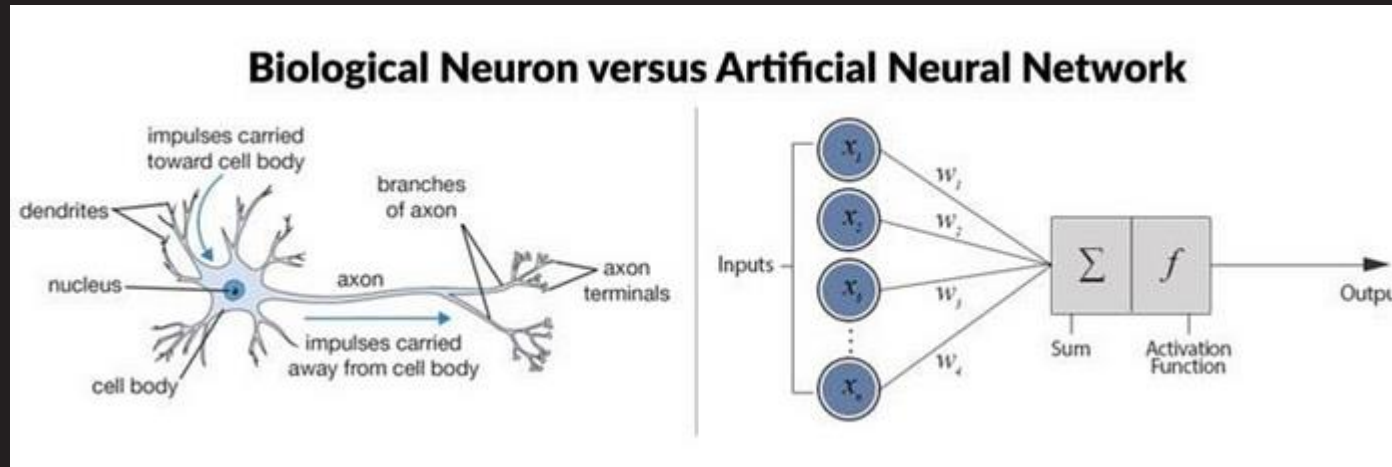 Biological Neuron versus Artificial Neural Network
impulses carried
toward cell body
dendrites
nucleus
cell body
axon
impulses carried
away from cell body
branches
of axon
axon
terminals
Inputs
x₁
x₂
x₃
xₙ
w₁
w₂
w₃
w₄
Σ
f
Sum
Activation
Function
Outpu